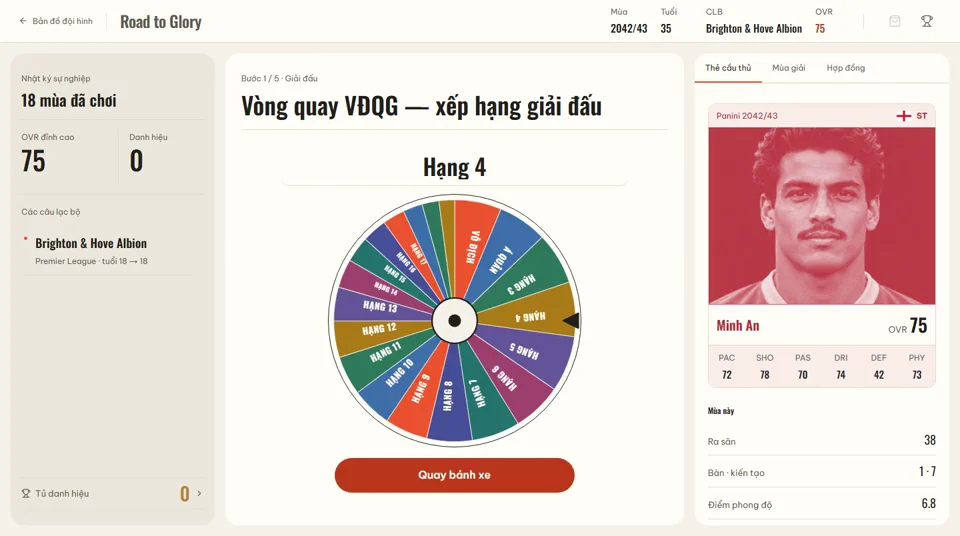 Bản đồ đội hình
Road to Glory
Mùa
2042/43
Tuổi
35
CLB
Brighton & Hove Albion
OVR
75
Nhật ký sự nghiệp
18 mùa đã chơi
OVR đỉnh cao
75
Danh hiệu
0
Các câu lạc bộ
Brighton & Hove Albion
Premier League · tuổi 18 → 18
Tủ danh hiệu
0
Bước 1 / 5 · Giải đấu
Vòng quay VĐQG — xếp hạng giải đấu
Hạng 4
VÔ ĐỊCH
Á QUÂN
HẠNG 3
HẠNG 4
HẠNG 5
HẠNG 6
HẠNG 7
HẠNG 8
HẠNG 9
HẠNG 10
HẠNG 11
HẠNG 12
HẠNG 13
HẠNG 14
HẠNG 15
HẠNG 16
HẠNG 17
Quay bánh xe
Thẻ cầu thủ
Mùa giải
Hợp đồng
Panini 2042/43
ST
Minh An
OVR 75
PAC SHO PAS DRI DEF PHY
72 78 70 74 42 73
Mùa này
Ra sân 38
Bàn · kiến tạo 1 · 7
Điểm phong độ 6.8